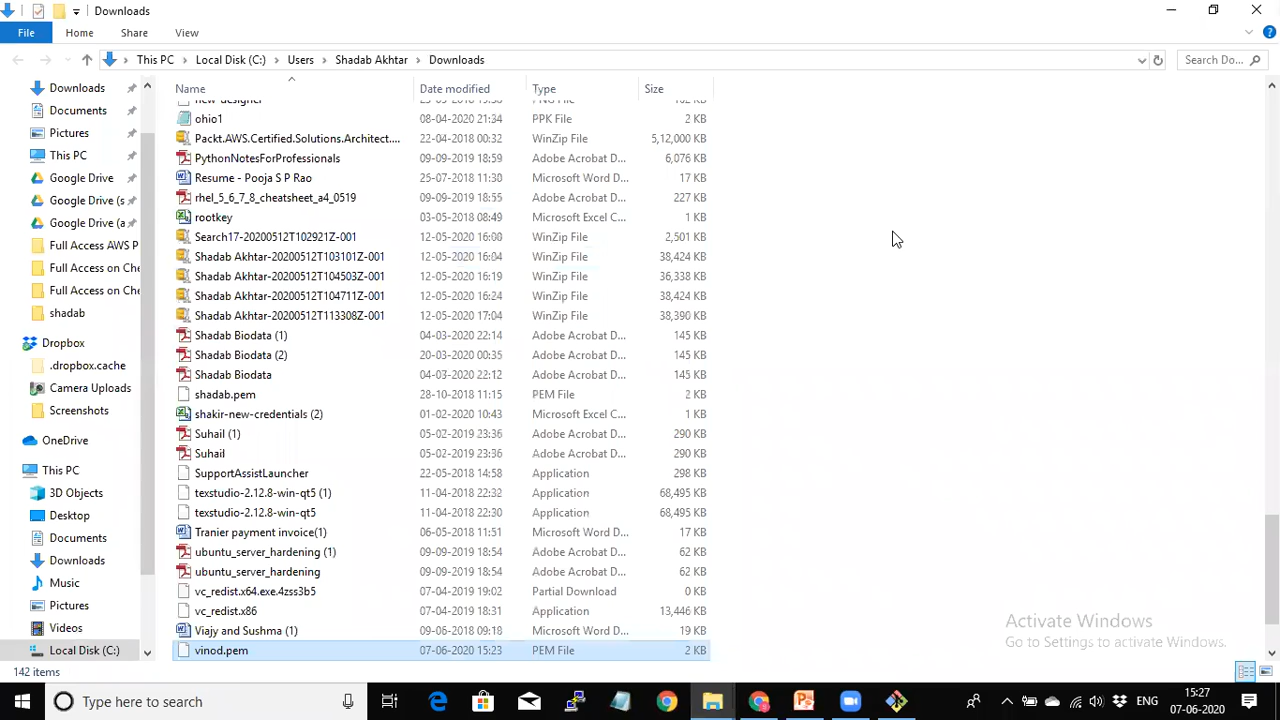 Downloads
File Home Share View
This PC Local Disk (C:) Users Shadab Akhtar Downloads Search Do...
Name Date modified Type Size
Downloads
Documents
Pictures
This PC
Google Drive
Google Drive (s
Google Drive (a
Full Access AWS P
Full Access on Che
Full Access on Che
shadab
Dropbox
.dropbox.cache
Camera Uploads
Screenshots
OneDrive
This PC
3D Objects
Desktop
Documents
Downloads
Music
Pictures
Videos
Local Disk (C:)
new-designer PNG File
ohio1 08-04-2020 21:34 PPK File 2 KB
Packt.AWS.Certified.Solutions.Architect.... 22-04-2018 00:32 WinZip File 5,12,000 KB
PythonNotesForProfessionals 09-09-2019 18:59 Adobe Acrobat D... 6,076 KB
Resume - Pooja S P Rao 25-07-2018 11:30 Microsoft Word D... 17 KB
rhel_5_6_7_8_cheatsheet_a4_0519 09-09-2019 18:55 Adobe Acrobat D... 227 KB
rootkey 03-05-2018 08:49 Microsoft Excel C... 1 KB
Search17-20200512T102921Z-001 12-05-2020 16:00 WinZip File 2,501 KB
Shadab Akhtar-20200512T103101Z-001 12-05-2020 16:04 WinZip File 38,424 KB
Shadab Akhtar-20200512T104503Z-001 12-05-2020 16:19 WinZip File 36,338 KB
Shadab Akhtar-20200512T104711Z-001 12-05-2020 16:24 WinZip File 38,424 KB
Shadab Akhtar-20200512T113308Z-001 12-05-2020 17:04 WinZip File 38,390 KB
Shadab Biodata (1) 04-03-2020 22:14 Adobe Acrobat D... 145 KB
Shadab Biodata (2) 20-03-2020 00:35 Adobe Acrobat D... 145 KB
Shadab Biodata 04-03-2020 22:12 Adobe Acrobat D... 145 KB
shadab.pem 28-10-2018 11:15 PEM File 2 KB
shakir-new-credentials (2) 01-02-2020 10:43 Microsoft Excel C... 1 KB
Suhail (1) 05-02-2019 23:36 Adobe Acrobat D... 290 KB
Suhail 05-02-2019 23:36 Adobe Acrobat D... 290 KB
SupportAssistLauncher 22-05-2018 14:58 Application 298 KB
texstudio-2.12.8-win-qt5 (1) 11-04-2018 22:32 Application 68,495 KB
texstudio-2.12.8-win-qt5 11-04-2018 22:30 Application 68,495 KB
Tranier payment invoice(1) 06-05-2018 11:51 Microsoft Word D... 17 KB
ubuntu_server_hardening (1) 09-09-2019 18:54 Adobe Acrobat D... 62 KB
ubuntu_server_hardening 09-09-2019 18:54 Adobe Acrobat D... 62 KB
vc_redist.x64.exe.4zss3b5 07-04-2019 19:02 Partial Download 0 KB
vc_redist.x86 07-04-2019 18:31 Application 13,446 KB
Viajy and Sushma (1) 09-06-2018 09:18 Microsoft Word D... 19 KB
vinod.pem 07-06-2020 15:23 PEM File 2 KB
Activate Windows
Go to Settings to activate Windows.
142 items
Type here to search
ENG
15:27
07-06-2020